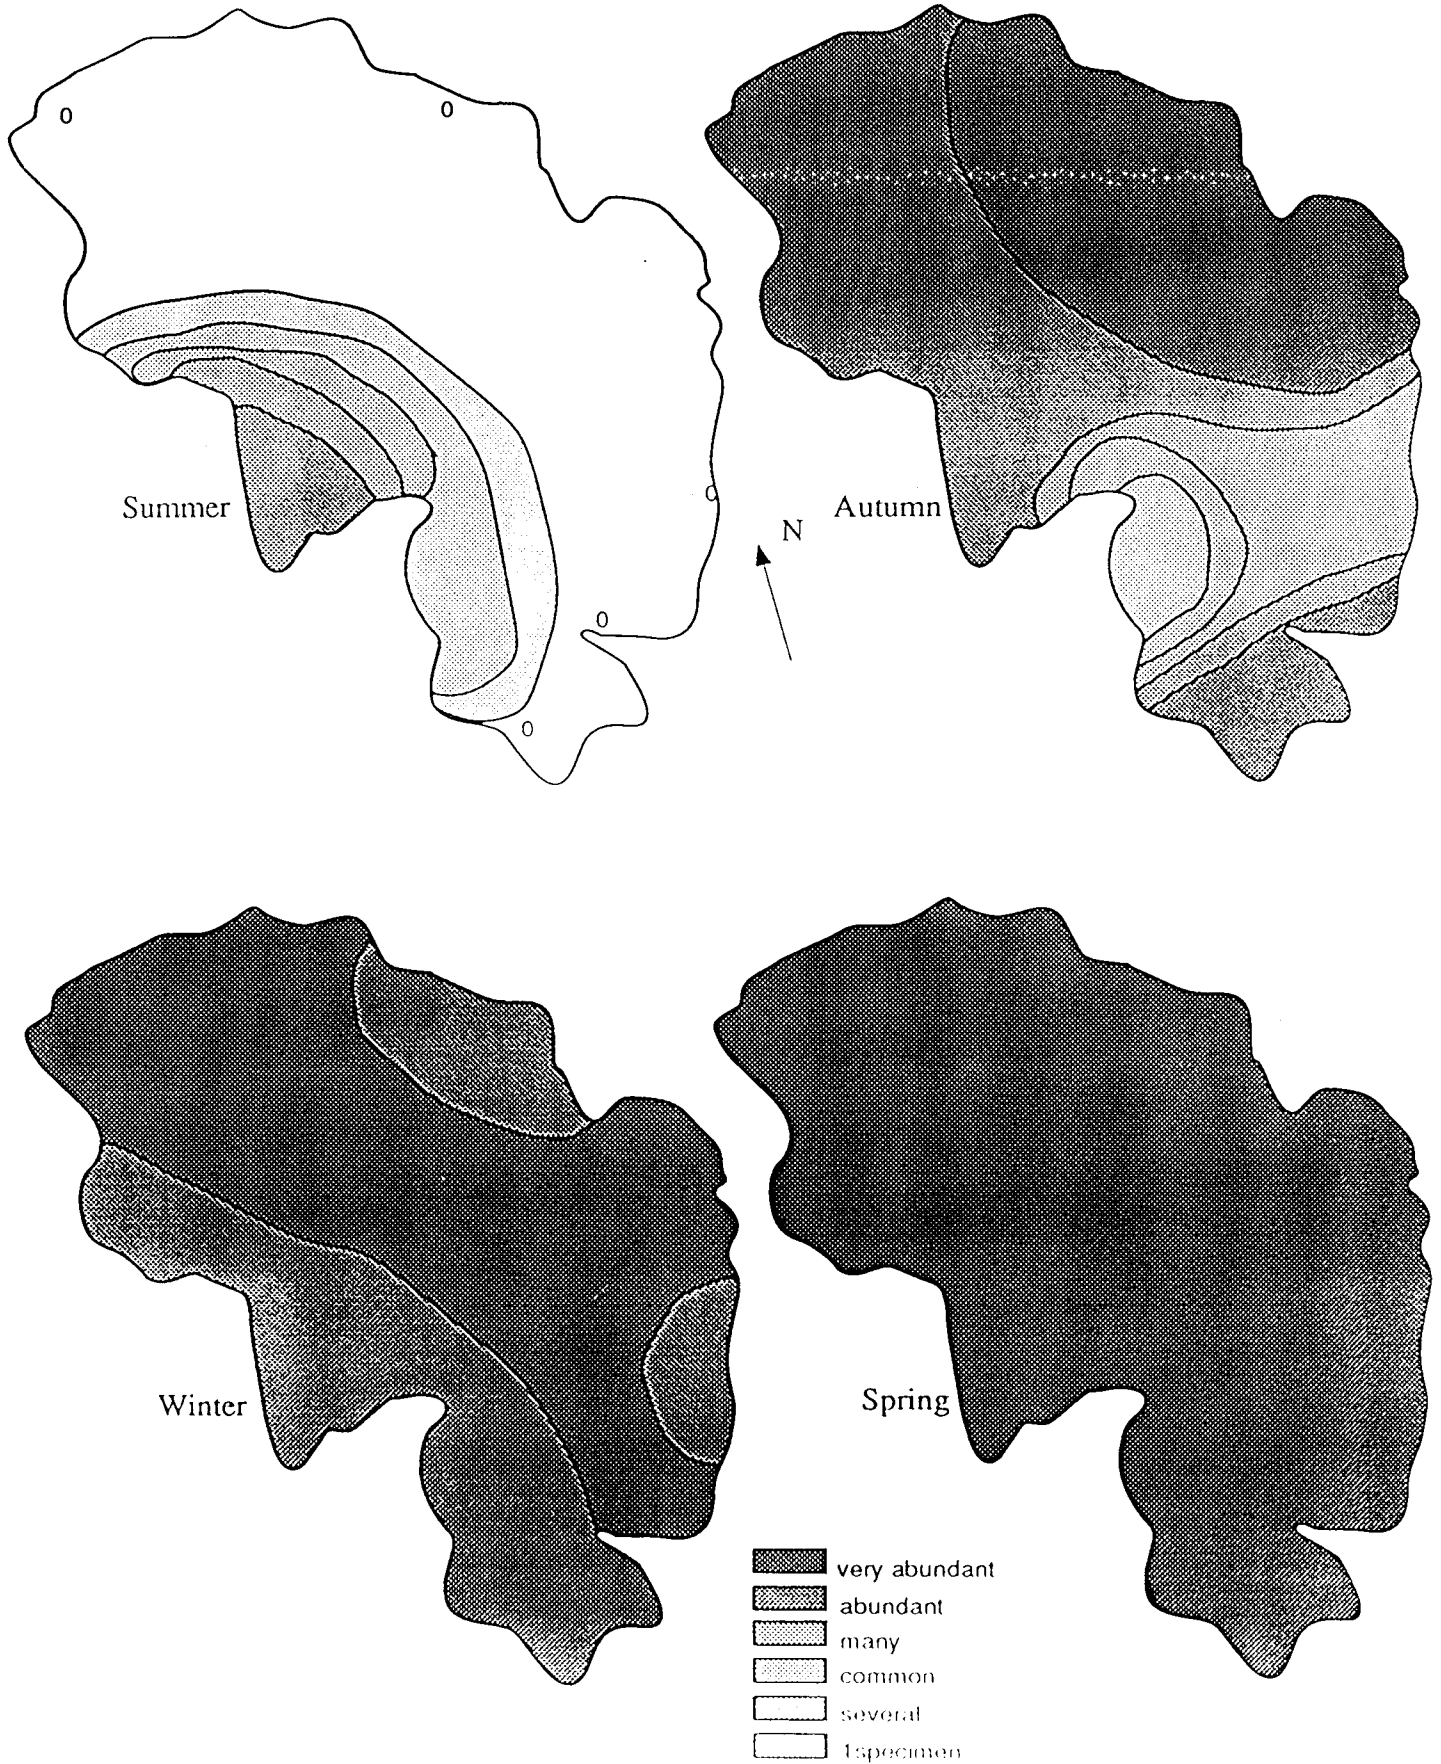 0
0
0
Summer
N
Autumn
0
0
Winter
Spring
very abundant
abundant
many
common
several
1specimen